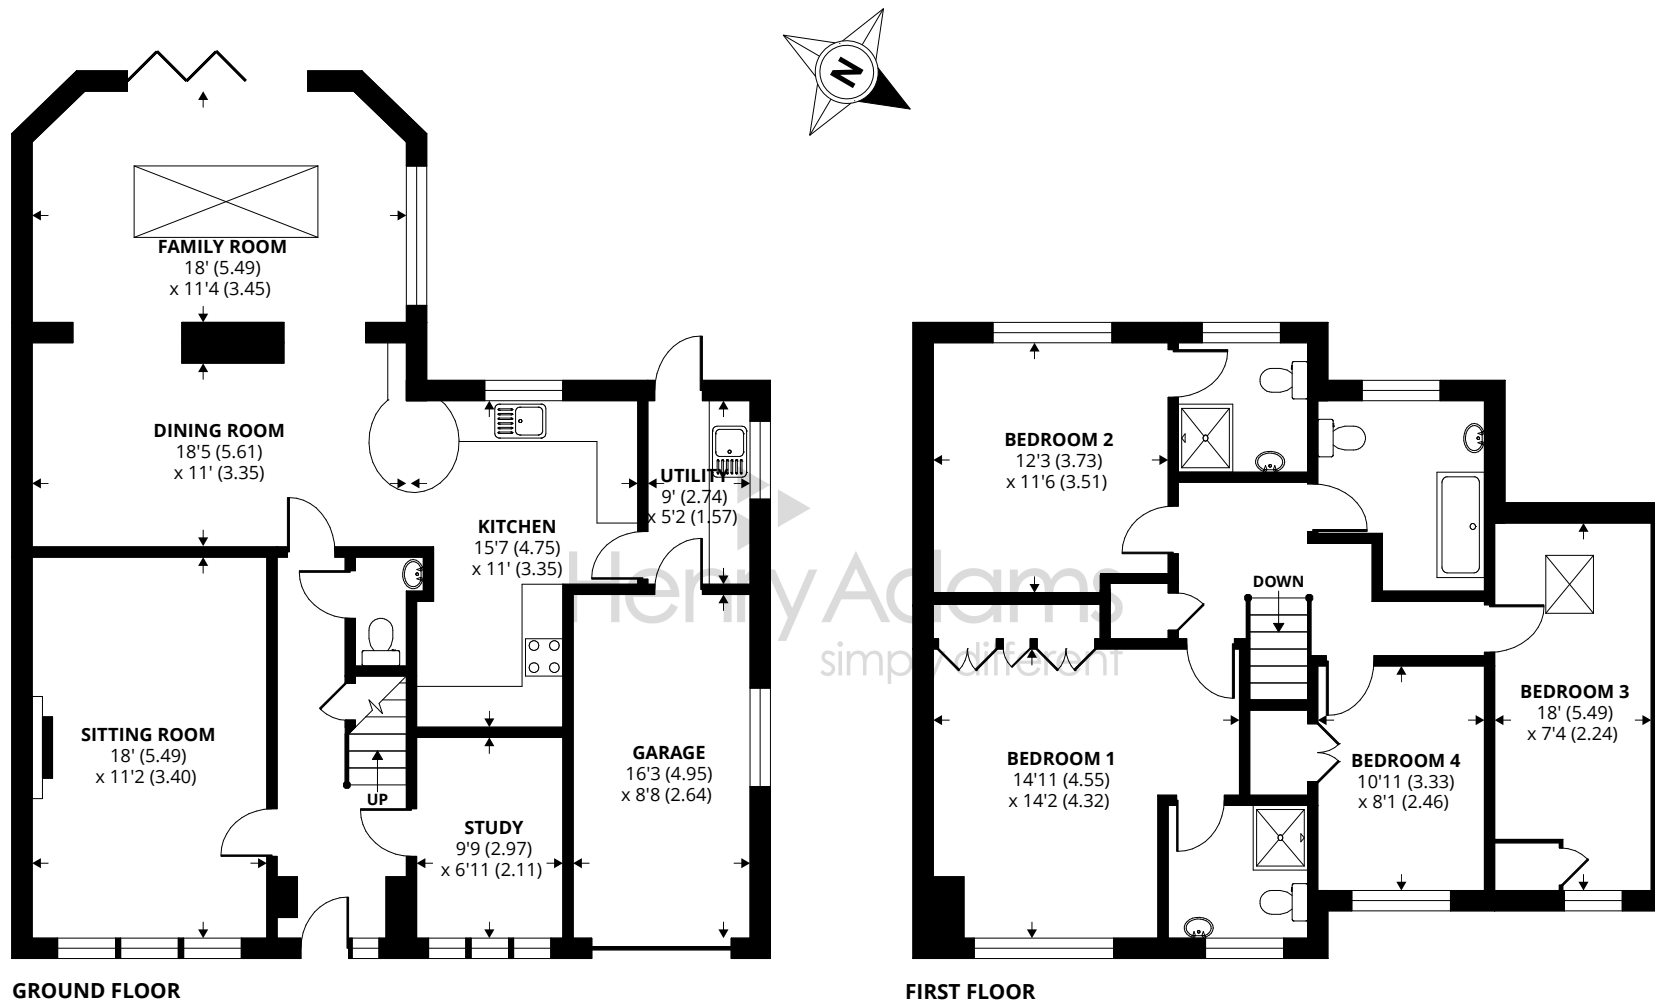 N
FAMILY ROOM
18' (5.49)
x 11'4 (3.45)
DINING ROOM
18'5 (5.61)
x 11' (3.35)
KITCHEN
15'7 (4.75)
x 11' (3.35)
UTILITY
9' (2.74)
x 5'2 (1.57)
SITTING ROOM
18' (5.49)
x 11'2 (3.40)
UP
STUDY
9'9 (2.97)
x 6'11 (2.11)
GARAGE
16'3 (4.95)
x 8'8 (2.64)
GROUND FLOOR
Henry Adams
simply different
BEDROOM 2
12'3 (3.73)
x 11'6 (3.51)
DOWN
BEDROOM 1
14'11 (4.55)
x 14'2 (4.32)
BEDROOM 4
10'11 (3.33)
x 8'1 (2.46)
BEDROOM 3
18' (5.49)
x 7'4 (2.24)
FIRST FLOOR